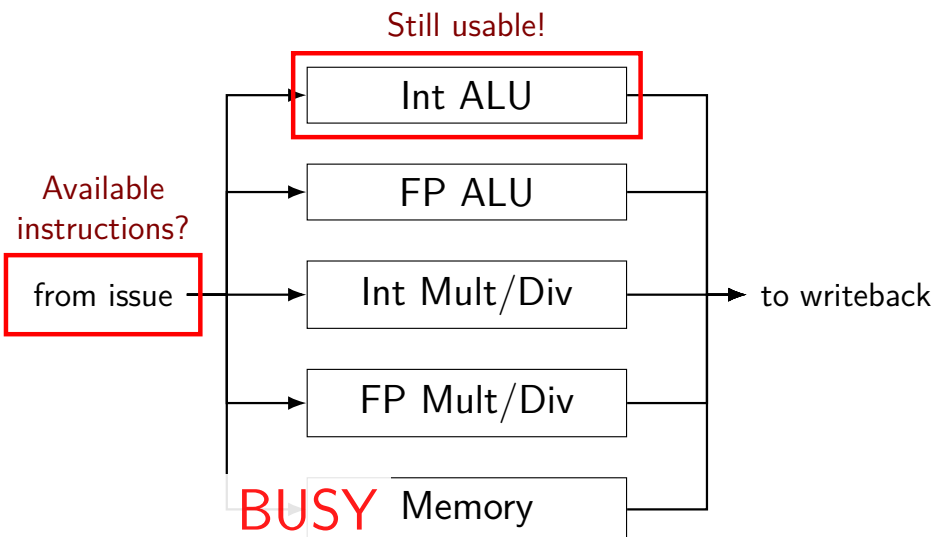 Still usable!
Int ALU
FP ALU
Available
instructions?
from issue
Int Mult/Div
to writeback
FP Mult/Div
BUSY
Memory